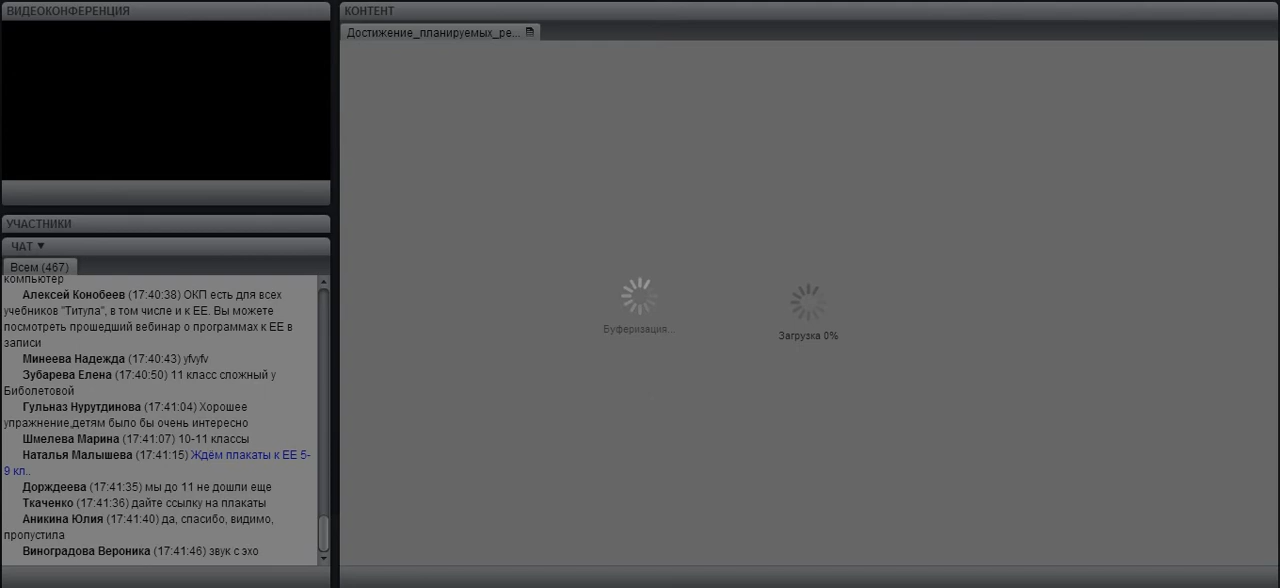 ВИДЕОКОНФЕРЕНЦИЯ
КОНТЕНТ
Достижение_планируемых_ре...
УЧАСТНИКИ
ЧАТ
Всем (467)
компьютер
Алексей Конобеев (17:40:38) ОКП есть для всех
учебников "Титула", в том числе и к ЕЕ. Вы можете
посмотреть прошедший вебинар о программах к ЕЕ в
записи
Минеева Надежда (17:40:43) yfvyfv
Зубарева Елена (17:40:50) 11 класс сложный у
Биболетовой
Гульназ Нурутдинова (17:41:04) Хорошее
упражнение,детям было бы очень интересно
Шмелева Марина (17:41:07) 10-11 классы
Наталья Малышева (17:41:15) Ждём плакаты к ЕЕ 5-
9 кл..
Дорждеева (17:41:35) мы до 11 не дошли еще
Ткаченко (17:41:36) дайте ссылку на плакаты
Аникина Юлия (17:41:40) да, спасибо, видимо,
пропустила
Виноградова Вероника (17:41:46) звук с эхо
Буферизация...
Загрузка 0%